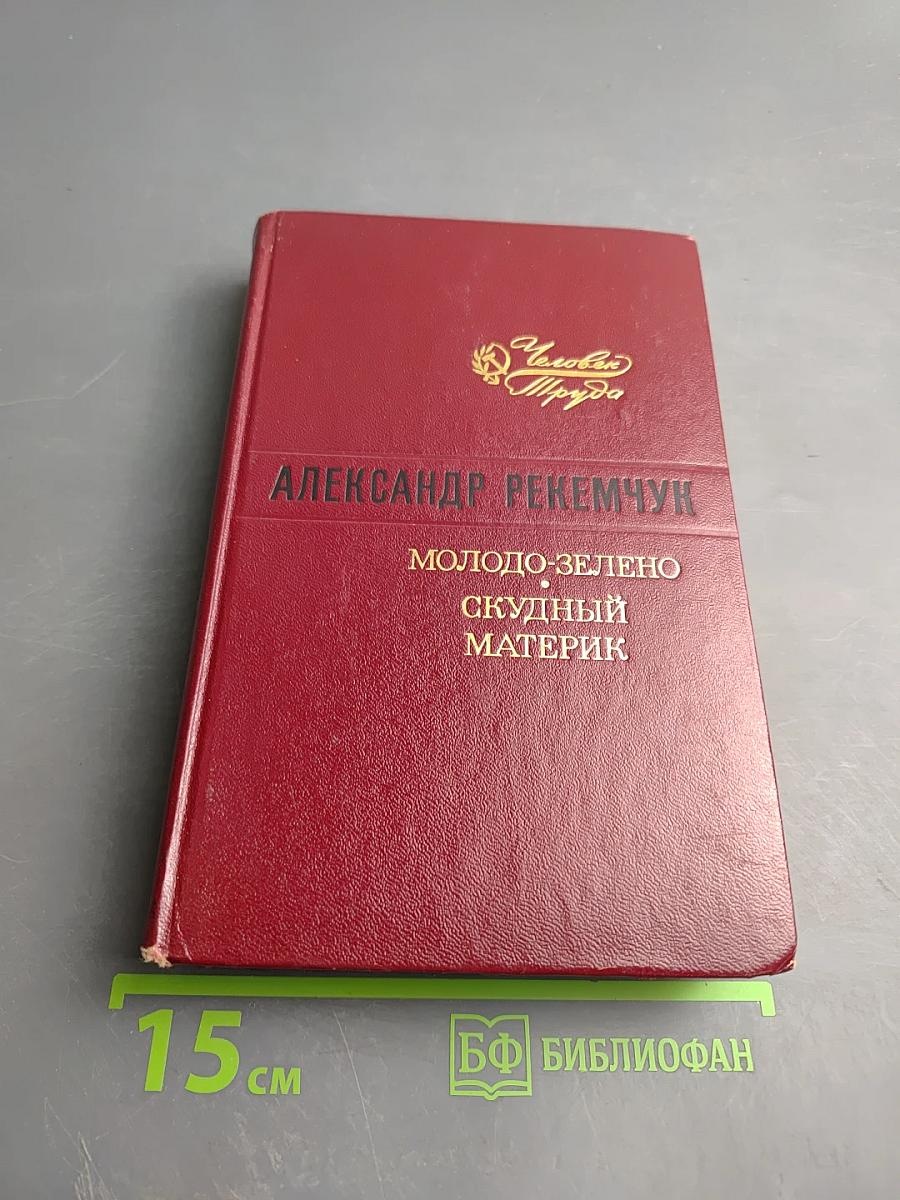 Человек
Труда
АЛЕКСАНДР РЕКЕМЧУК
МОЛОДО-ЗЕЛЕНО
•
СКУДНЫЙ
МАТЕРИК
15 см
БФ БИБЛИОФАН